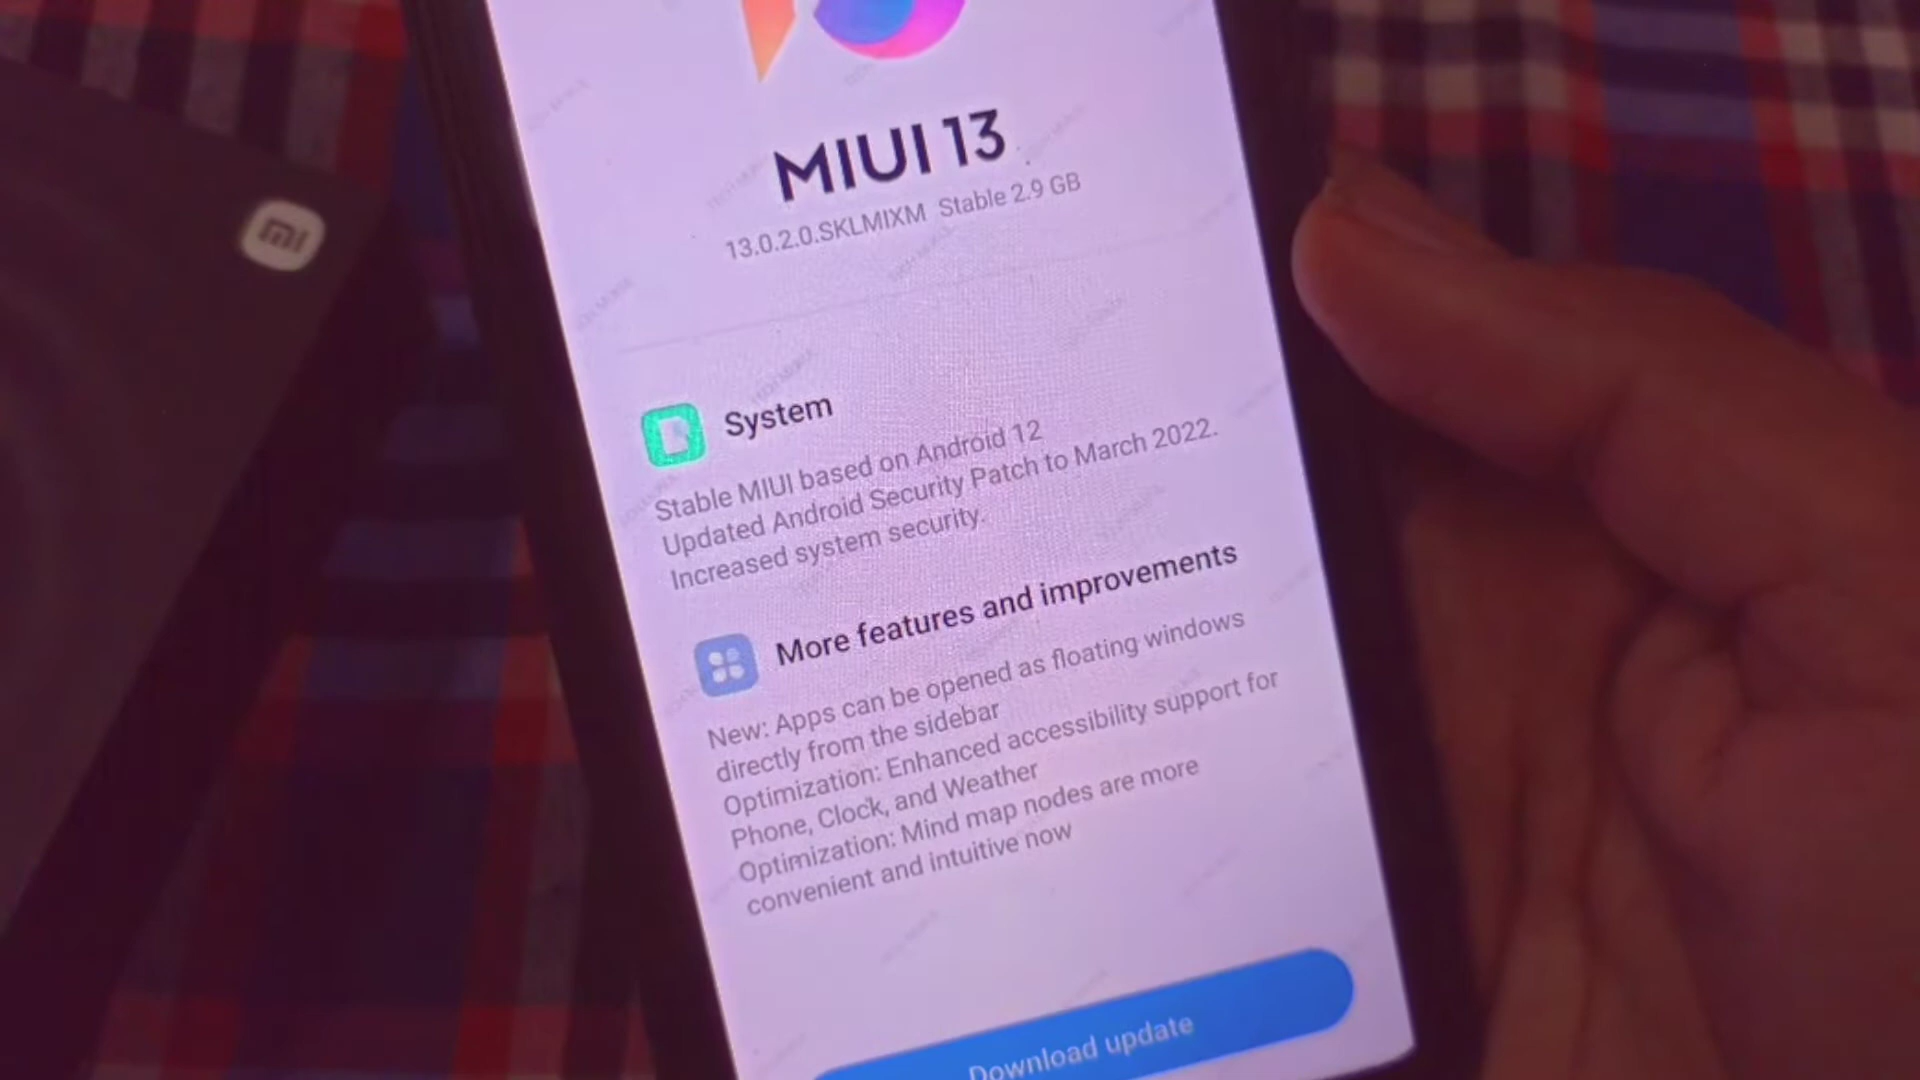 mi
MIUI 13
13.0.2.0.SKLMIXM Stable 2.9 GB
System
Stable MIUI based on Android 12
Updated Android Security Patch to March 2022.
Increased system security.
More features and improvements
New: Apps can be opened as floating windows
directly from the sidebar
Optimization: Enhanced accessibility support for
Phone, Clock, and Weather
Optimization: Mind map nodes are more
convenient and intuitive now
Download update